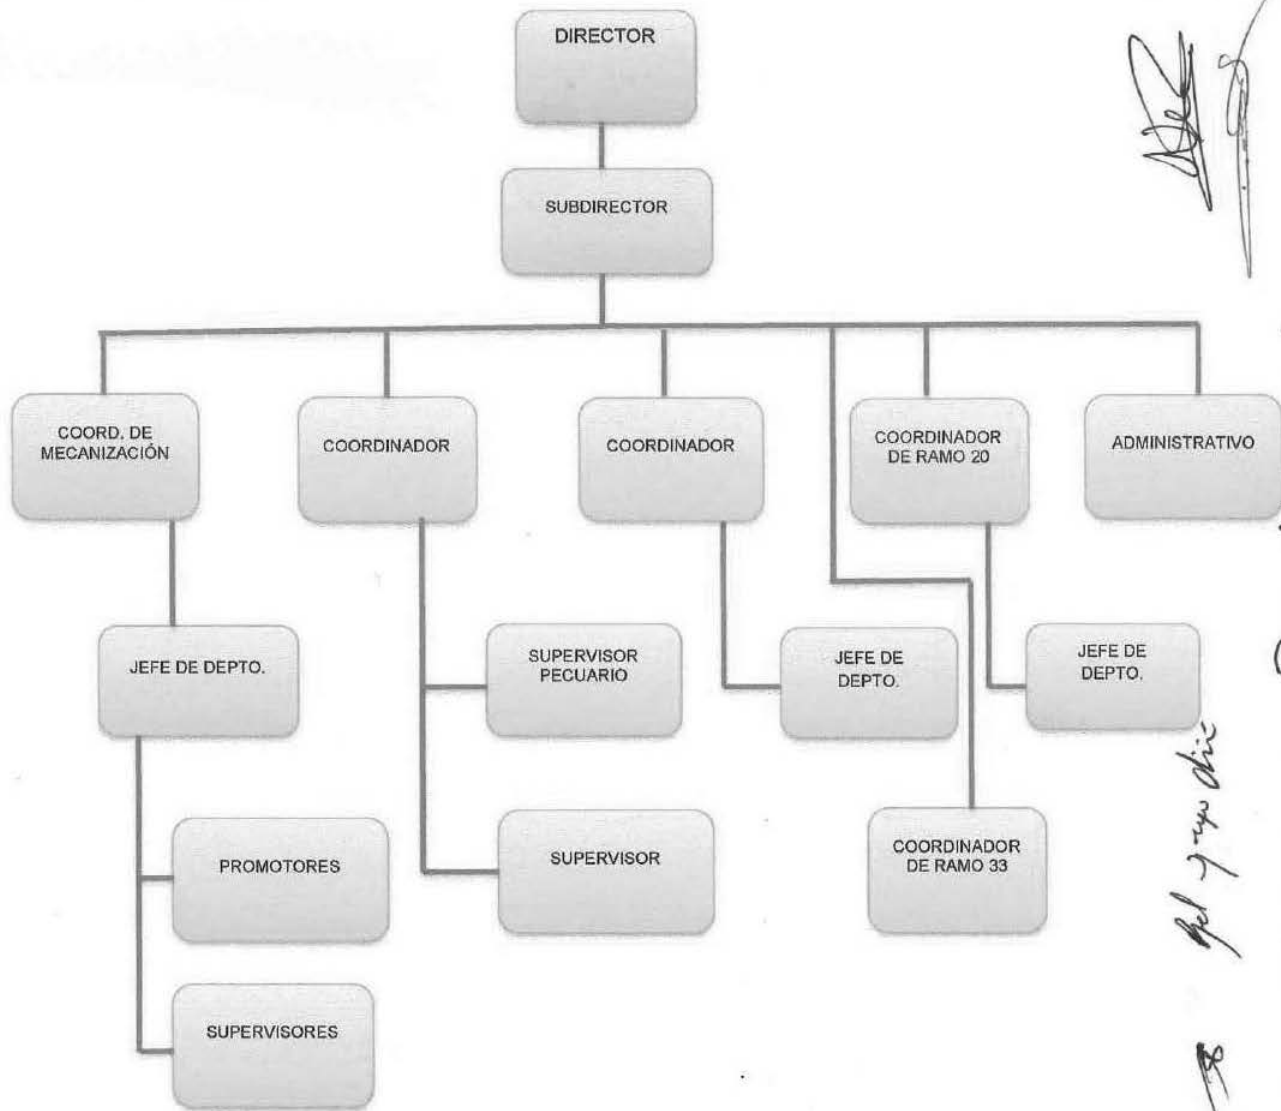 DIRECTOR
SUBDIRECTOR
COORD. DE
MECANIZACIÓN
COORDINADOR
COORDINADOR
COORDINADOR
DE RAMO 20
ADMINISTRATIVO
JEFE DE DEPTO.
SUPERVISOR
PECUARIO
JEFE DE
DEPTO.
JEFE DE
DEPTO.
PROMOTORES
SUPERVISOR
COORDINADOR
DE RAMO 33
SUPERVISORES